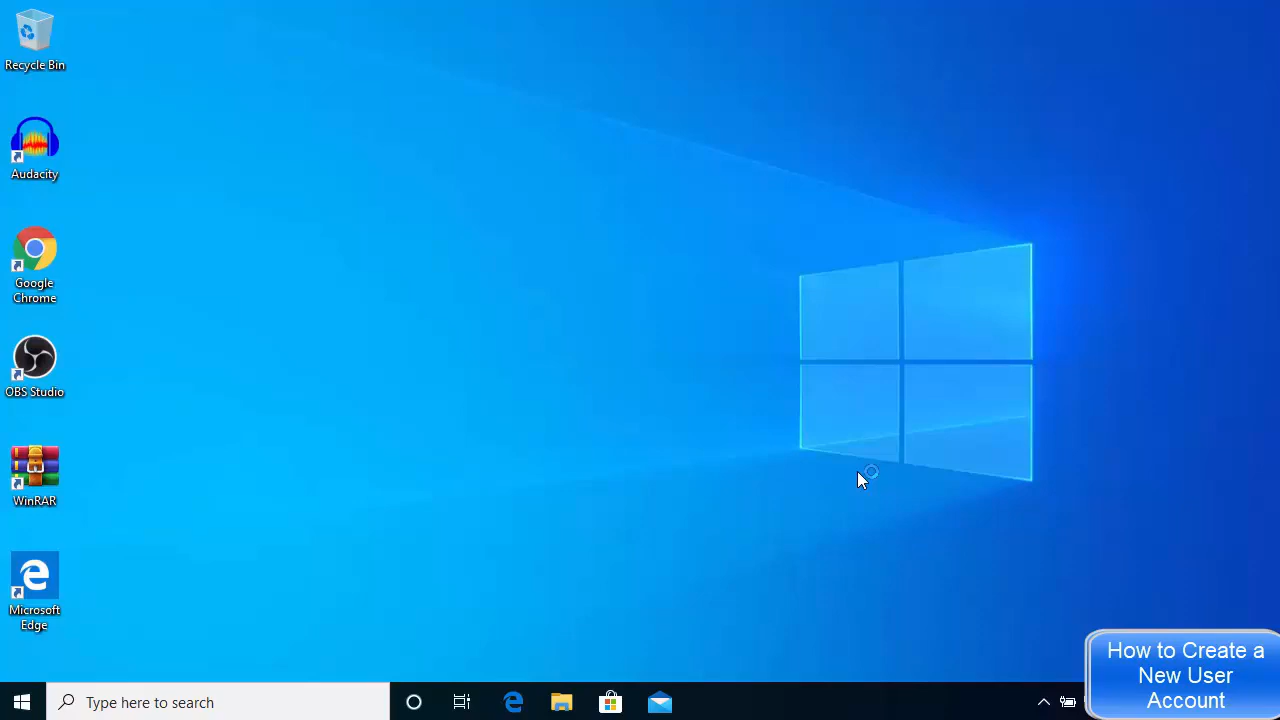 Recycle Bin
Audacity
Google
Chrome
OBS Studio
WinRAR
Microsoft
Edge
Type here to search
How to Create a
New User
Account